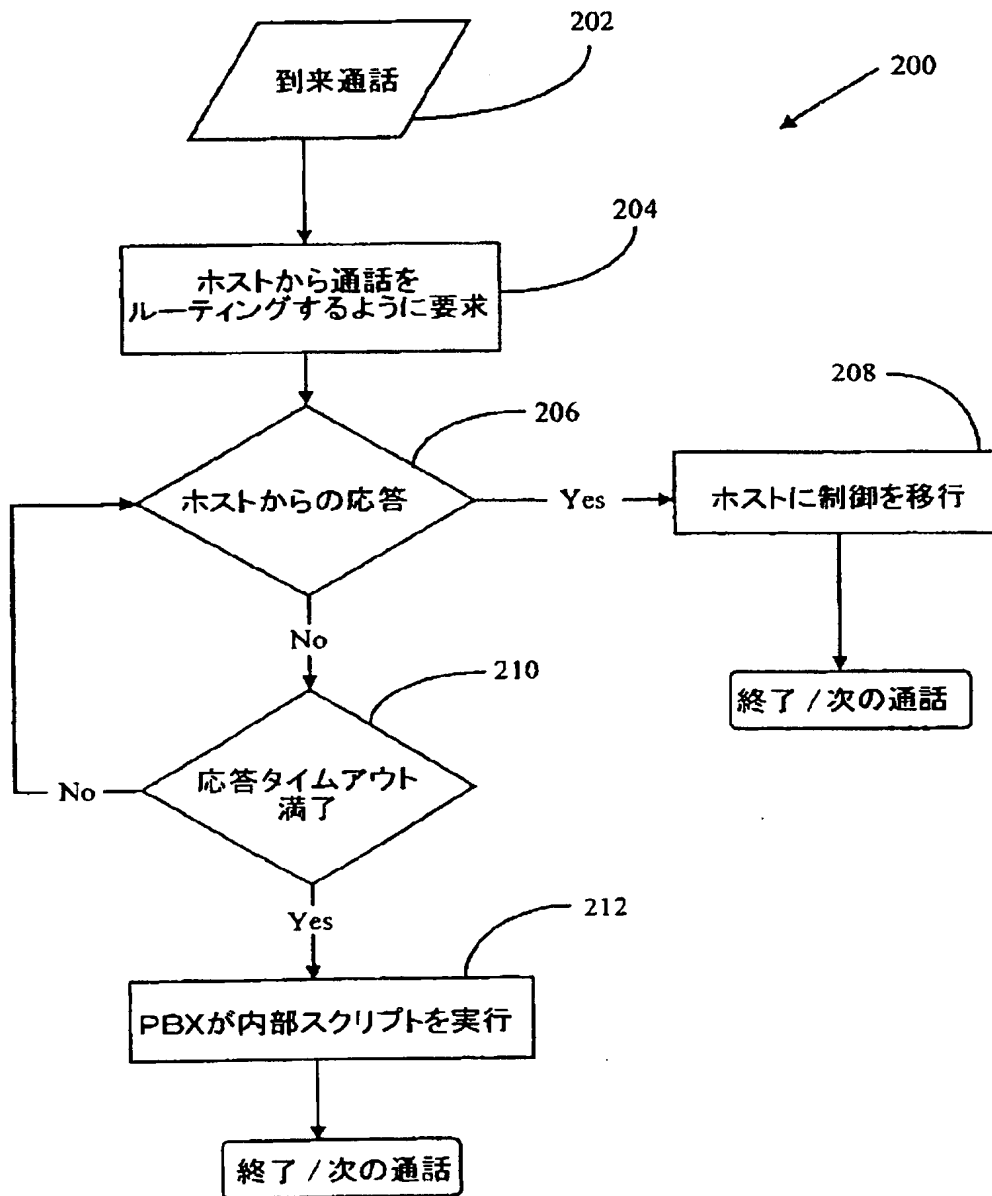 202
到来通話
200
204
ホストから通話を
ルーティングするように要求
208
206
ホストからの応答
Yes
ホストに制御を移行
No
210
終了 / 次の通話
応答タイムアウト
満了
No
Yes
212
PBXが内部スクリプトを実行
終了 / 次の通話